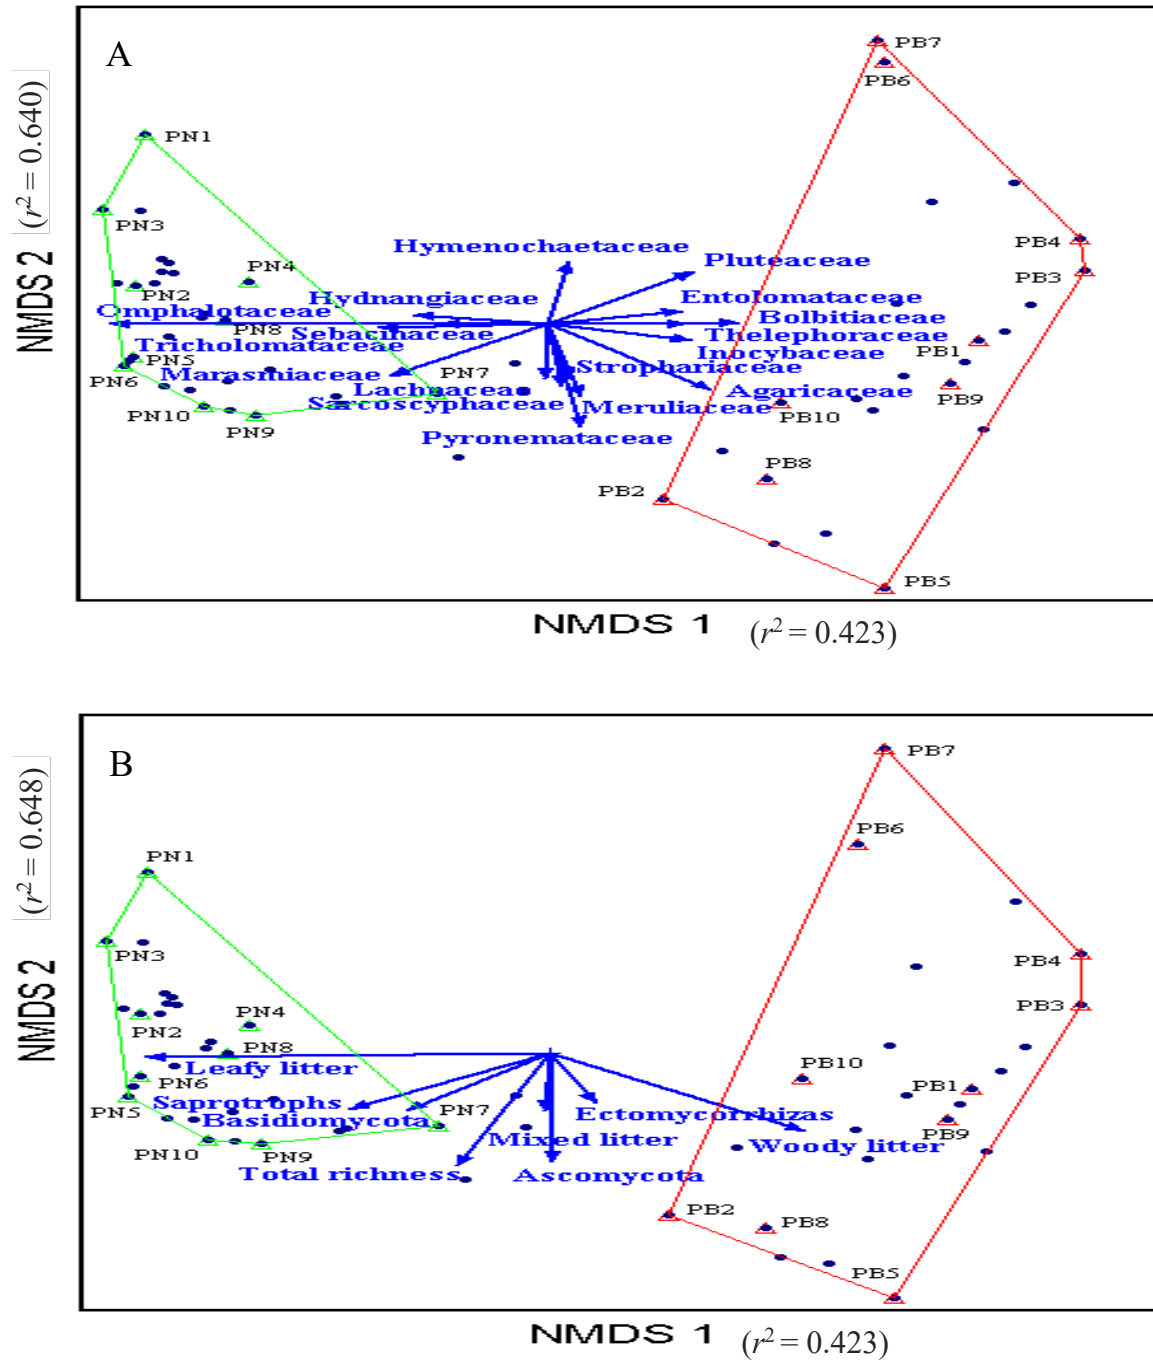 A
PB7
PB6
PN1
PN3
PB4
Hymenochaetaceae
Pluteaceae
PB3
PN4
PN2
Hydnangiaceae
Entolomataceae
Omphalotaceae
Bolbitiaceae
PN8
Sebacinaceae
Thelephoraceae
Tricholomataceae
Inocybaceae
PB1
PN5
Strophariaceae
PN6
Marasmiaceae
PN7
Lachnaceae
Agaricaceae
PB9
Sarcoscyphaceae
Meruliaceae
PB10
PN10
PN9
Pyronemataceae
PB8
PB2
PB5
NMDS 2 (r² = 0.640)
NMDS 1 (r² = 0.423)
B
PB7
PB6
PN1
PN3
PB4
PB3
PN4
PN2
PN8
Leafy litter
PB10
PN6
PB1
PN5
Saprotrophs
PN7
Ectomycorrhizas
Basidiomycota
PB9
Mixed litter
Woody litter
PN10
PN9
Total richness
Ascomycota
PB2
PB8
PB5
NMDS 2 (r² = 0.648)
NMDS 1 (r² = 0.423)